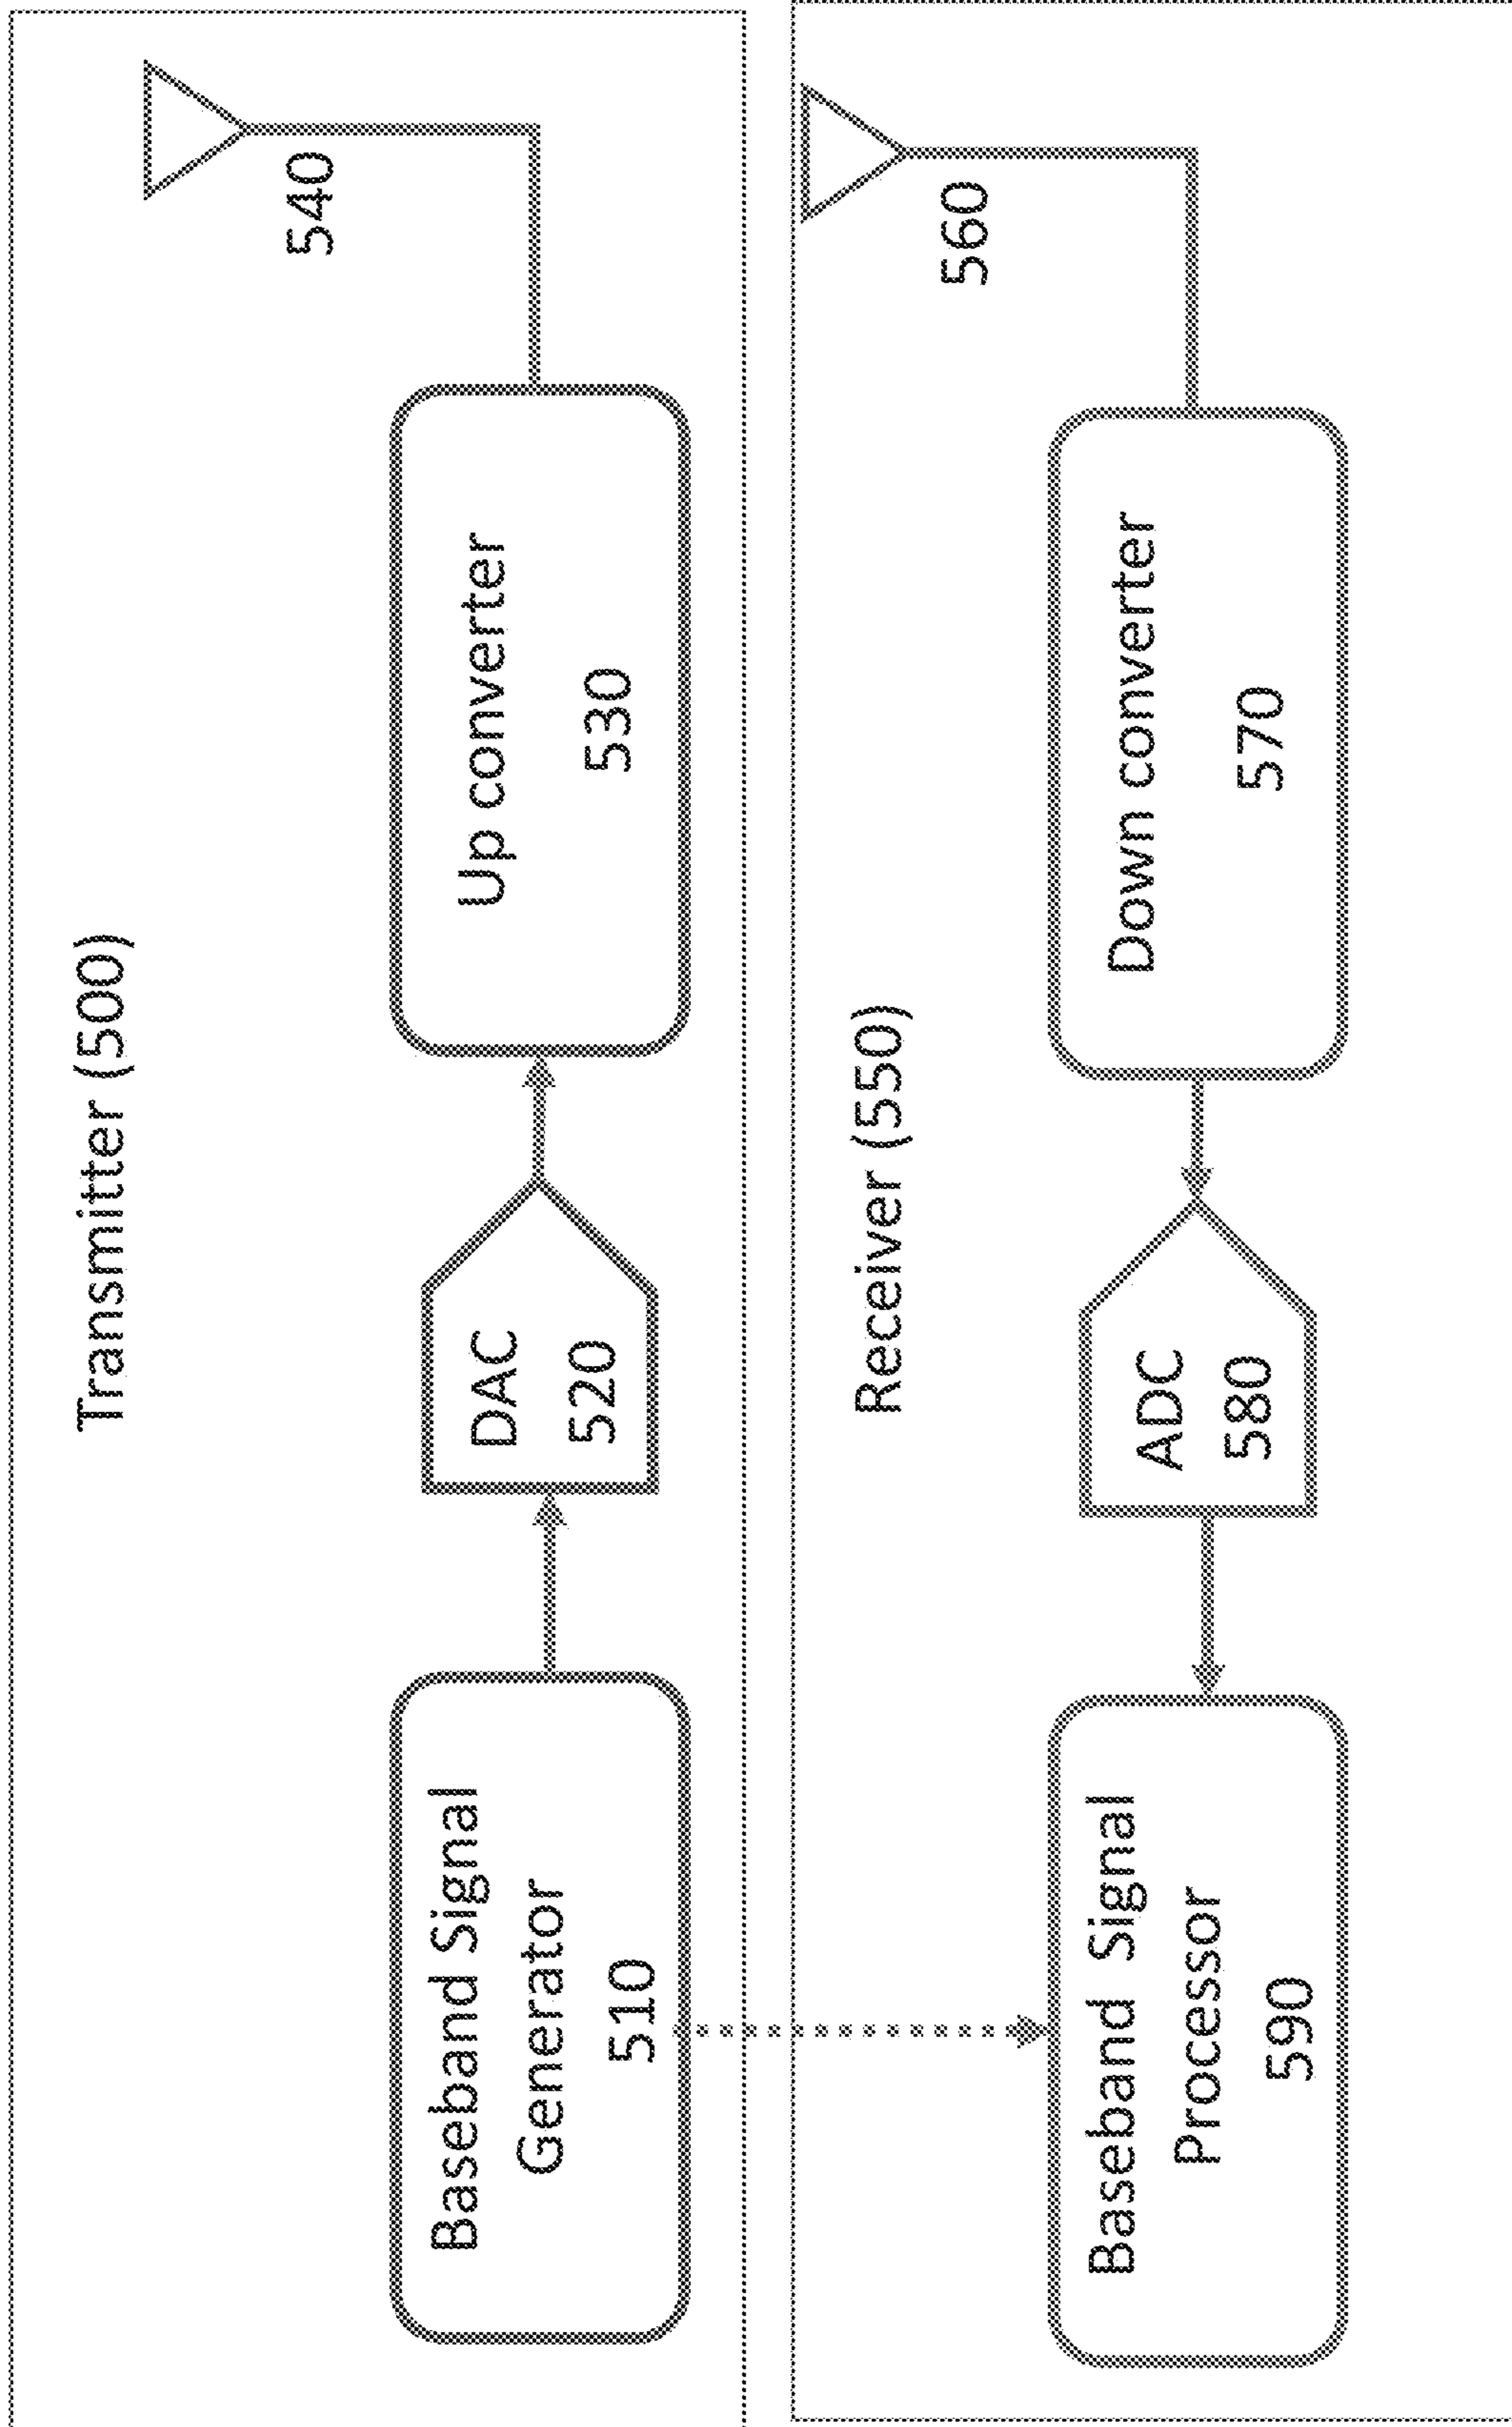 Transmitter (500)
Baseband Signal
Generator
510
DAC
520
Up converter
530
540
Receiver (550)
Baseband Signal
Processor
590
ADC
580
Down converter
570
560